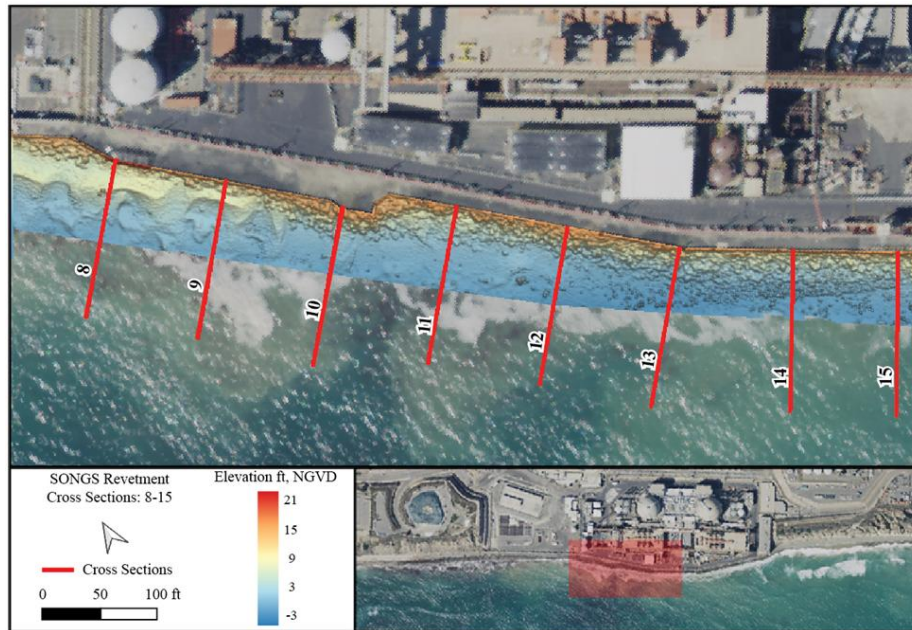 8
9
10
11
12
13
14
15
SONGS Revetment
Cross Sections: 8-15
Cross Sections
0 50 100 ft
Elevation ft, NGVD
21
15
9
3
-3